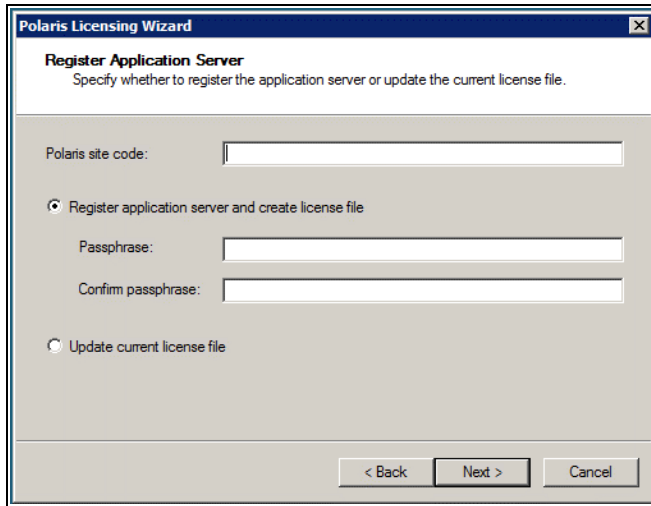 Polaris Licensing Wizard
Register Application Server
Specify whether to register the application server or update the current license file.
Polaris site code:
Register application server and create license file
Passphrase:
Confirm passphrase:
Update current license file
< Back Next > Cancel